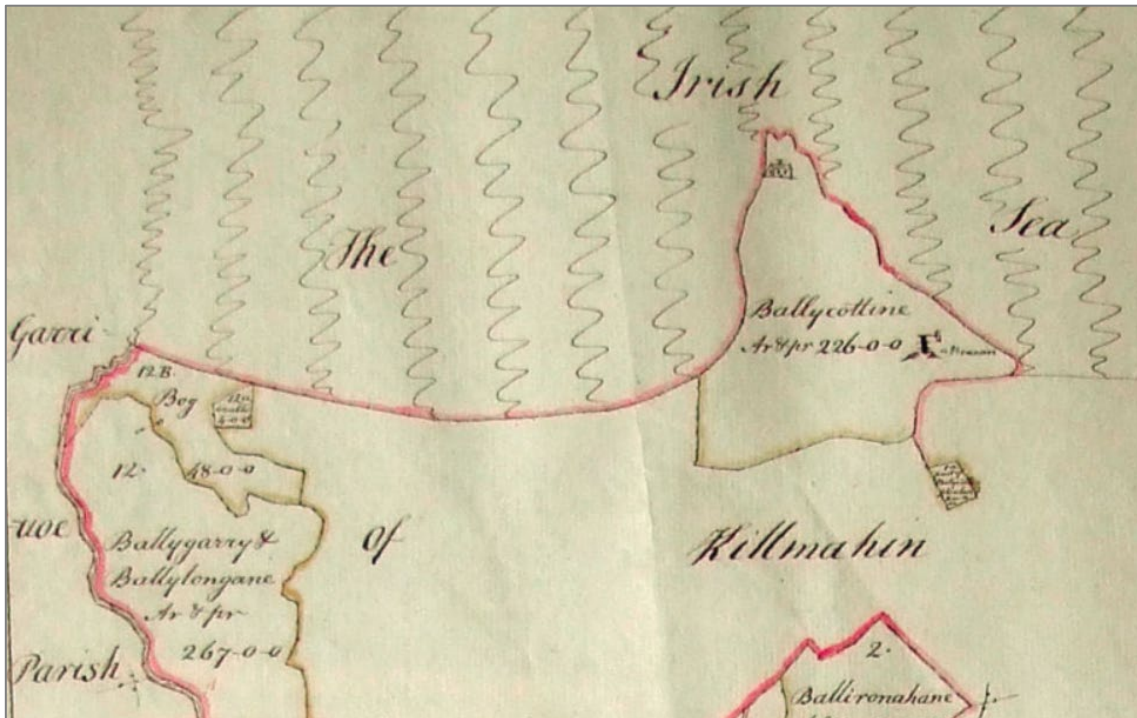 The Irish Sea
Garri-
12 B.
Bog
12.
48-0-0
-uoe
Ballygarry &
Ballylongane
Ar & pr
267-0-0
Parish
Of Killmahin
Ballycottine
Ar & pr 226-0-0
2.
Ballironahane